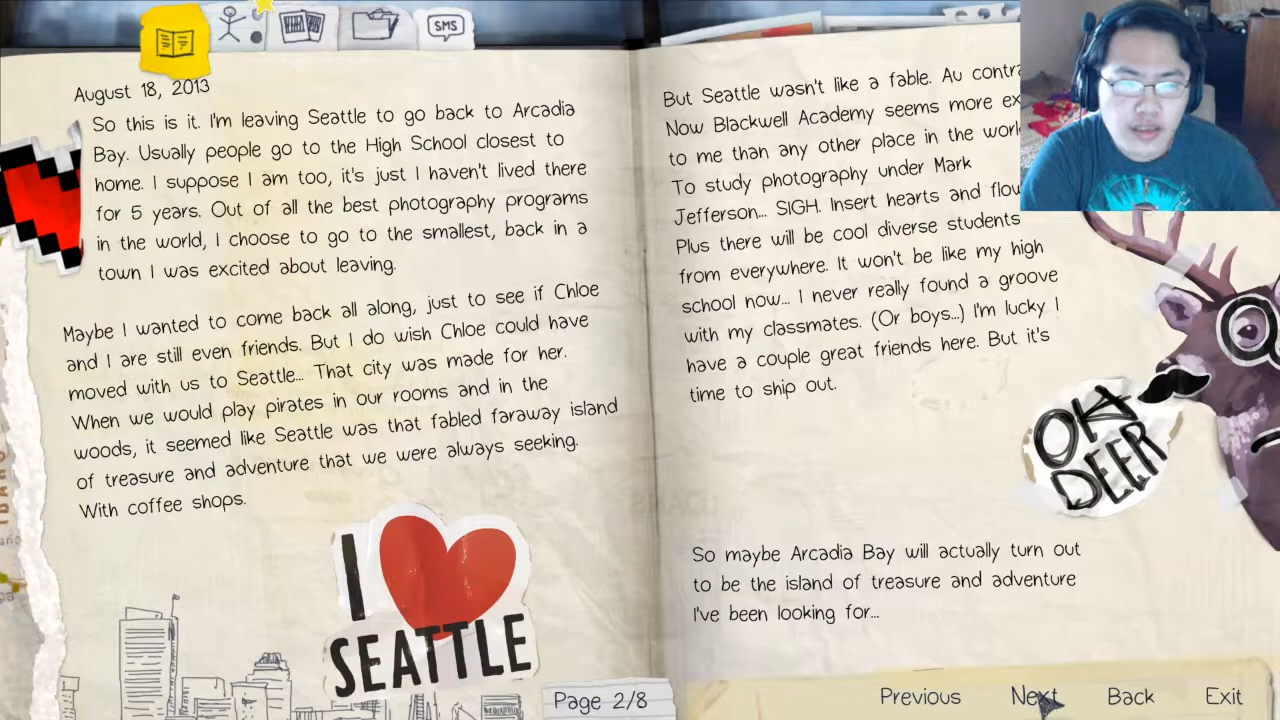 SMS
August 18, 2013
So this is it. I'm leaving Seattle to go back to Arcadia
Bay. Usually people go to the High School closest to
home. I suppose I am too, it's just I haven't lived there
for 5 years. Out of all the best photography programs
in the world, I choose to go to the smallest, back in a
town I was excited about leaving.
Maybe I wanted to come back all along, just to see if Chloe
and I are still even friends. But I do wish Chloe could have
moved with us to Seattle... That city was made for her.
When we would play pirates in our rooms and in the
woods, it seemed like Seattle was that fabled faraway island
of treasure and adventure that we were always seeking.
With coffee shops.
I
SEATTLE
Page 2/8
But Seattle wasn't like a fable. Au
Now Blackwell Academy seems more
to me than any other place in the
To study photography under Mark
Jefferson... SIGH. Insert hearts and
Plus there will be cool diverse students
from everywhere. It won't be like my high
school now... I never really found a groove
with my classmates. (Or boys...) I'm lucky I
have a couple great friends here. But it's
time to ship out.
OH
DEER
So maybe Arcadia Bay will actually turn out
to be the island of treasure and adventure
I've been looking for...
Previous Next Back Exit